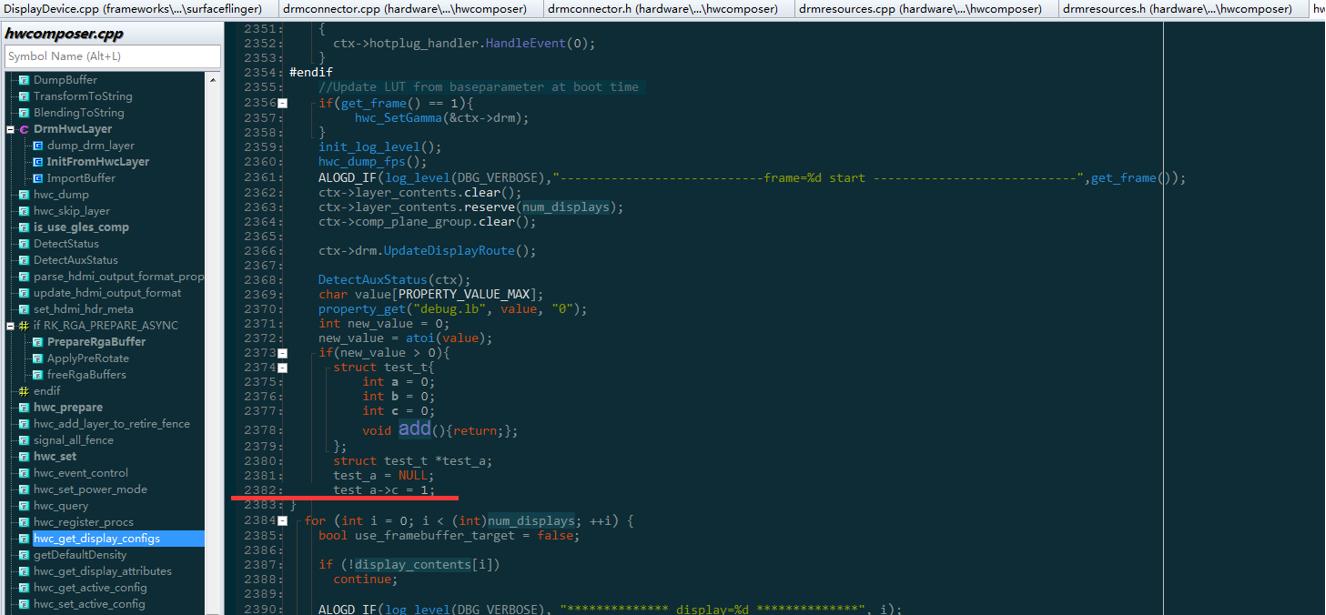 DisplayDevice.cpp (frameworks\...\surfaceflinger) drmconnector.cpp (hardware\...\hwcomposer) drmconnector.h (hardware\...\hwcomposer) drmresources.cpp (hardware\...\hwcomposer) drmresources.h (hardware\...\hwcomposer) hw
hwcomposer.cpp
Symbol Name (Alt+L)
DumpBuffer
TransformToString
BlendingToString
DrmHwcLayer
dump_drm_layer
InitFromHwcLayer
ImportBuffer
hwc_dump
hwc_skip_layer
is_use_gles_comp
DetectStatus
DetectAuxStatus
parse_hdmi_output_format_prop
update_hdmi_output_format
set_hdmi_hdr_meta
# if RK_RGA_PREPARE_ASYNC
PrepareRgaBuffer
ApplyPreRotate
freeRgaBuffers
# endif
hwc_prepare
hwc_add_layer_to_retire_fence
signal_all_fence
hwc_set
hwc_event_control
hwc_set_power_mode
hwc_query
hwc_register_procs
hwc_get_display_configs
getDefaultDensity
hwc_get_display_attributes
hwc_get_active_config
hwc_set_active_config
2351: {
2352: ctx->hotplug_handler.HandleEvent(0);
2353: }
2354: #endif
2355: //Update LUT from baseparameter at boot time
2356 if(get_frame() == 1){
2357: hwc_SetGamma(&ctx->drm);
2358: }
2359: init_log_level();
2360: hwc_dump_fps();
2361: ALOGD_IF(log_level(DBG_VERBOSE),"----------------------------frame=%d start ----------------------------",get_frame());
2362: ctx->layer_contents.clear();
2363: ctx->layer_contents.reserve(num_displays);
2364: ctx->comp_plane_group.clear();
2365:
2366: ctx->drm.UpdateDisplayRoute();
2367:
2368: DetectAuxStatus(ctx);
2369: char value[PROPERTY_VALUE_MAX];
2370: property_get("debug.lb", value, "0");
2371: int new_value = 0;
2372: new_value = atoi(value);
2373 if(new_value > 0){
2374 struct test_t{
2375: int a = 0;
2376: int b = 0;
2377: int c = 0;
2378: void add(){return;};
2379: };
2380: struct test_t *test_a;
2381: test_a = NULL;
2382: test_a->c = 1;
2383: }
2384 for (int i = 0; i < (int)num_displays; ++i) {
2385: bool use_framebuffer_target = false;
2386:
2387: if (!display_contents[i])
2388: continue;
2389:
2390: ALOGD_IF(log_level(DBG_VERBOSE), "************** display=%d **************", i);